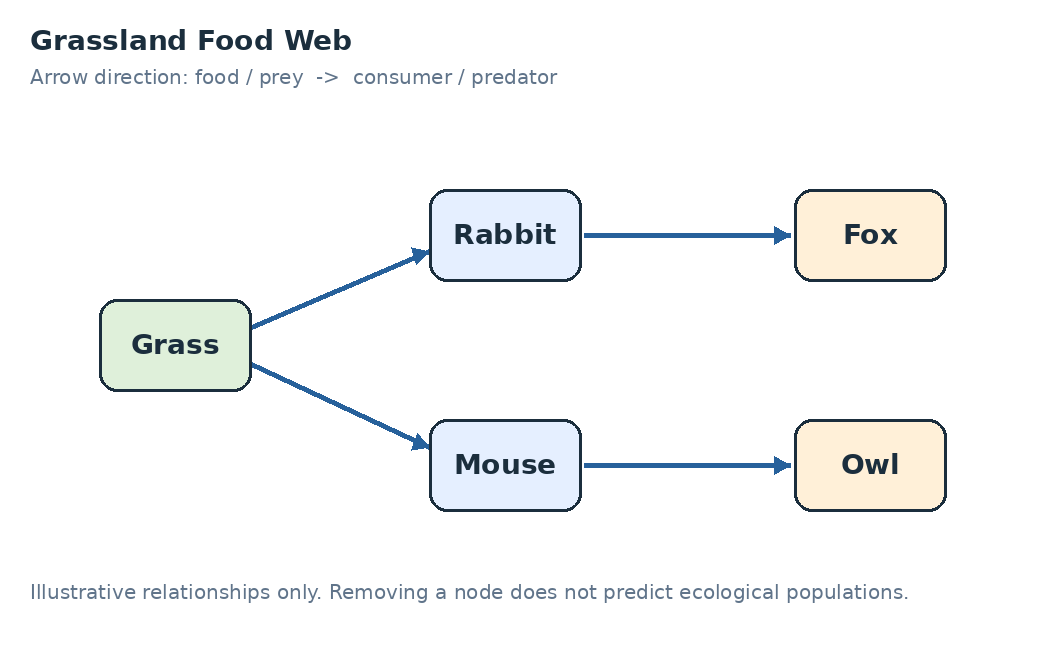 Grassland Food Web
Arrow direction: food / prey -> consumer / predator
Rabbit
Fox
Grass
Mouse
Owl
Illustrative relationships only. Removing a node does not predict ecological populations.